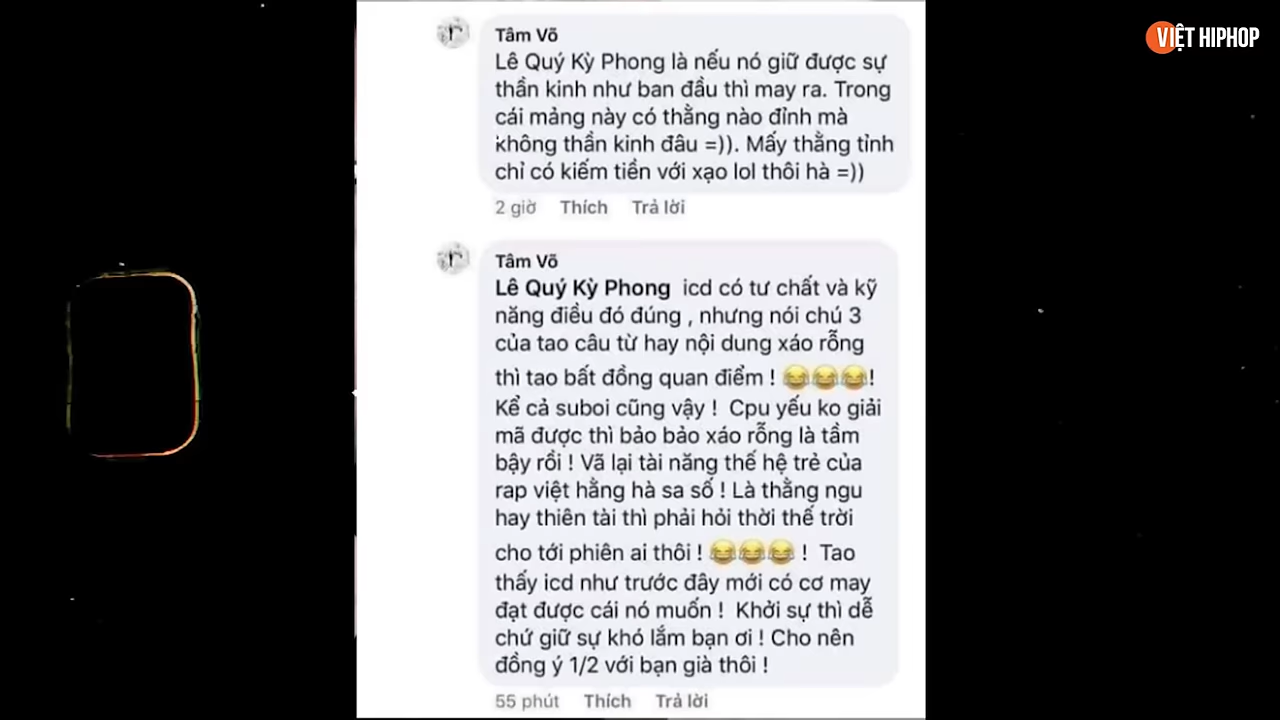 VIỆT HIPHOP
Tâm Võ
Lê Quý Kỳ Phong là nếu nó giữ được sự
thần kinh như ban đầu thì may ra. Trong
cái mảng này có thằng nào đỉnh mà
không thần kinh đâu =)). Mấy thằng tỉnh
chỉ có kiếm tiền với xạo lol thôi hà =))
2 giờ Thích Trả lời
Tâm Võ
Lê Quý Kỳ Phong icd có tư chất và kỹ
năng điều đó đúng , nhưng nói chú 3
của tao câu từ hay nội dung xáo rỗng
thì tao bất đồng quan điểm ! 😂😂😂!
Kể cả suboi cũng vậy ! Cpu yếu ko giải
mã được thì bảo bảo xáo rỗng là tầm
bậy rồi ! Vã lại tài năng thế hệ trẻ của
rap việt hằng hà sa số ! Là thằng ngu
hay thiên tài thì phải hỏi thời thế trời
cho tới phiên ai thôi ! 😂😂😂 ! Tao
thấy icd như trước đây mới có cơ may
đạt được cái nó muốn ! Khởi sự thì dễ
chứ giữ sự khó lắm bạn ơi ! Cho nên
đồng ý 1/2 với bạn già thôi !
55 phút Thích Trả lời